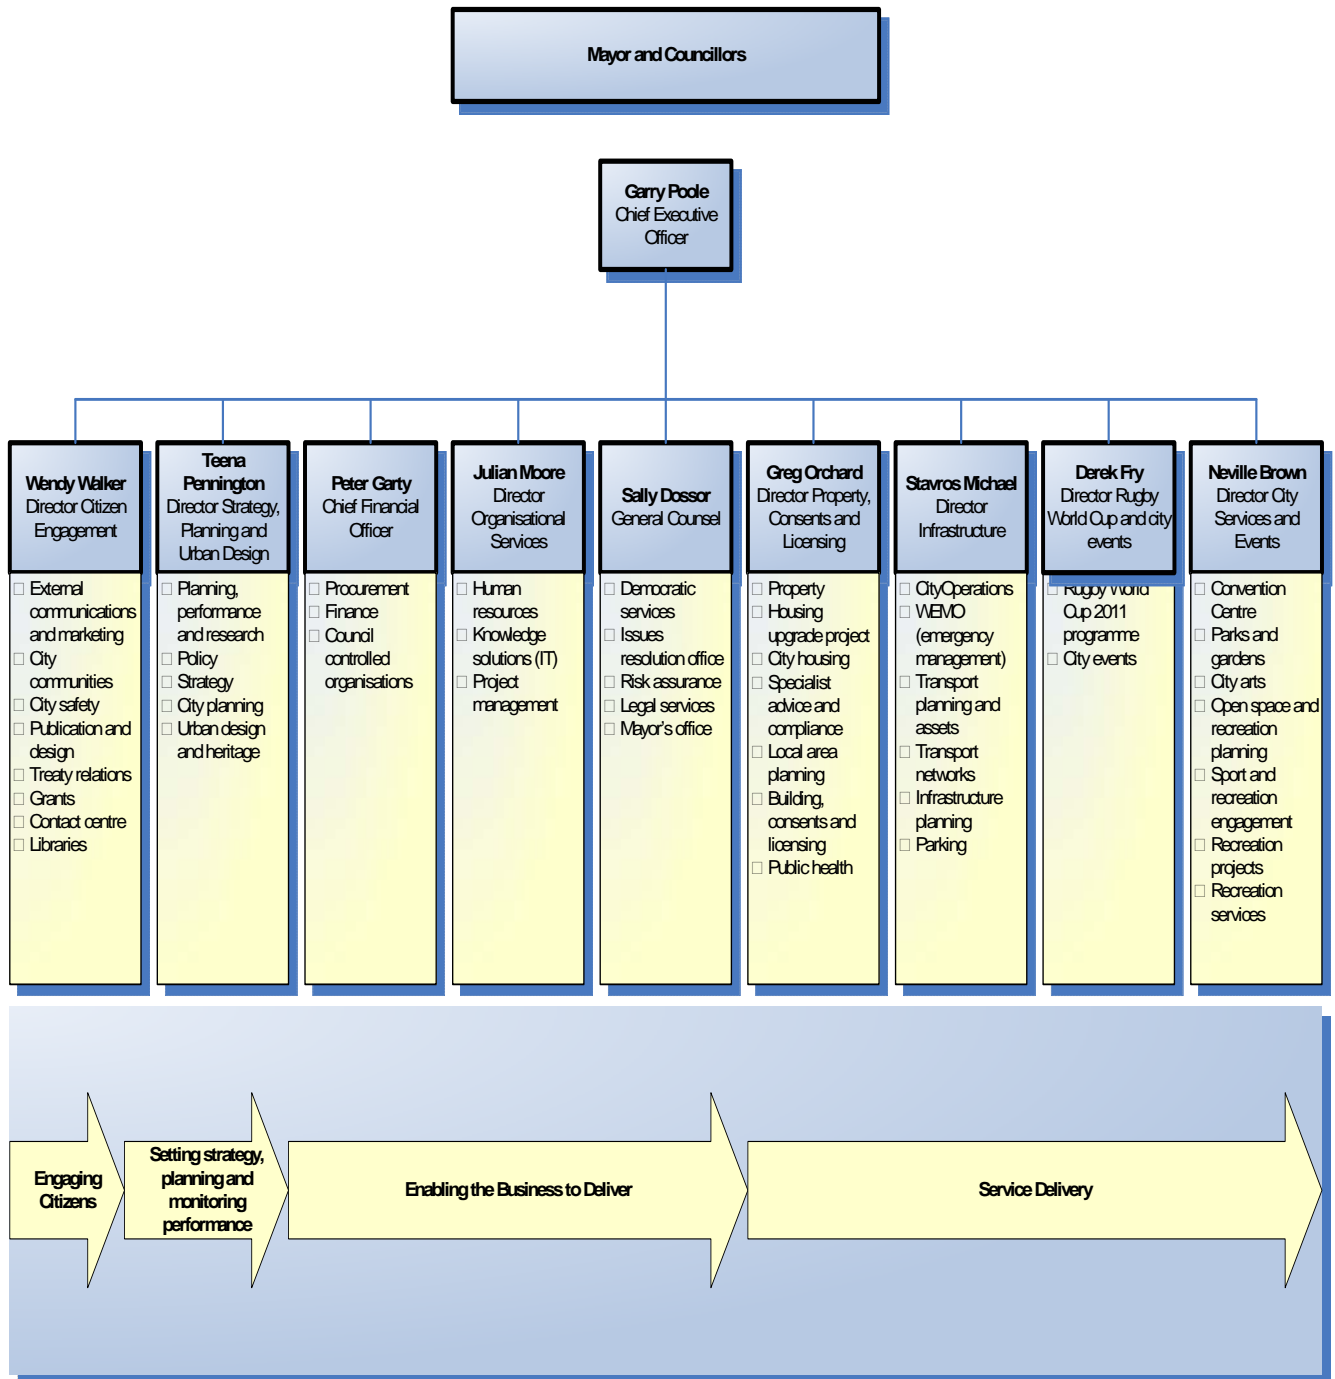 Mayor and Councillors
Garry Poole
Chief Executive
Officer
Wendy Walker
Director Citizen
Engagement
External
communications
and marketing
City
communities
City safety
Publication and
design
Treaty relations
Grants
Contact centre
Libraries
Teena
Pennington
Director Strategy,
Planning and
Urban Design
Planning,
performance
and research
Policy
Strategy
City planning
Urban design
and heritage
Peter Garty
Chief Financial
Officer
Procurement
Finance
Council
controlled
organisations
Julian Moore
Director
Organisational
Services
Human
resources
Knowledge
solutions (IT)
Project
management
Sally Dossor
General Counsel
Democratic
services
Issues
resolution office
Risk assurance
Legal services
Mayor's office
Greg Orchard
Director Property,
Consents and
Licensing
Property
Housing
upgrade project
City housing
Specialist
advice and
compliance
Local area
planning
Building,
consents and
licensing
Public health
Stavros Michael
Director
Infrastructure
CityOperations
WEMO
(emergency
management)
Transport
planning and
assets
Transport
networks
Infrastructure
planning
Parking
Derek Fry
Director Rugby
World Cup and city
events
Rugby World
Cup 2011
programme
City events
Neville Brown
Director City
Services and
Events
Convention
Centre
Parks and
gardens
City arts
Open space and
recreation
planning
Sport and
recreation
engagement
Recreation
projects
Recreation
services
Engaging
Citizens
Setting strategy,
planning and
monitoring
performance
Enabling the Business to Deliver
Service Delivery